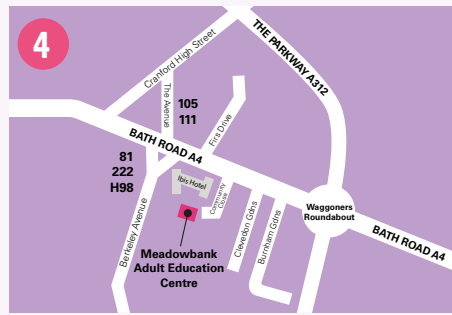 4
Cranford High Street
THE PARKWAY A312
The Avenue
105
111
Firs Drive
BATH ROAD A4
81
222
H98
Ibis Hotel
Community
Close
Berkeley Avenue
Clevedon Gdns
Burnham Gdns
Waggoners
Roundabout
BATH ROAD A4
Meadowbank
Adult Education
Centre